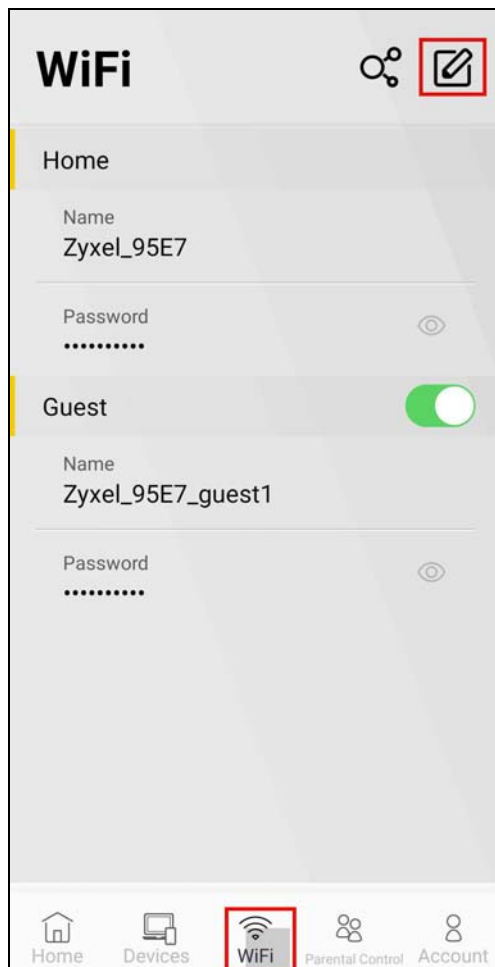 WiFi
Home
Name
Zyxel_95E7
Password
••••••••••
Guest
Name
Zyxel_95E7_guest1
Password
••••••••••
Home Devices WiFi Parental Control Account